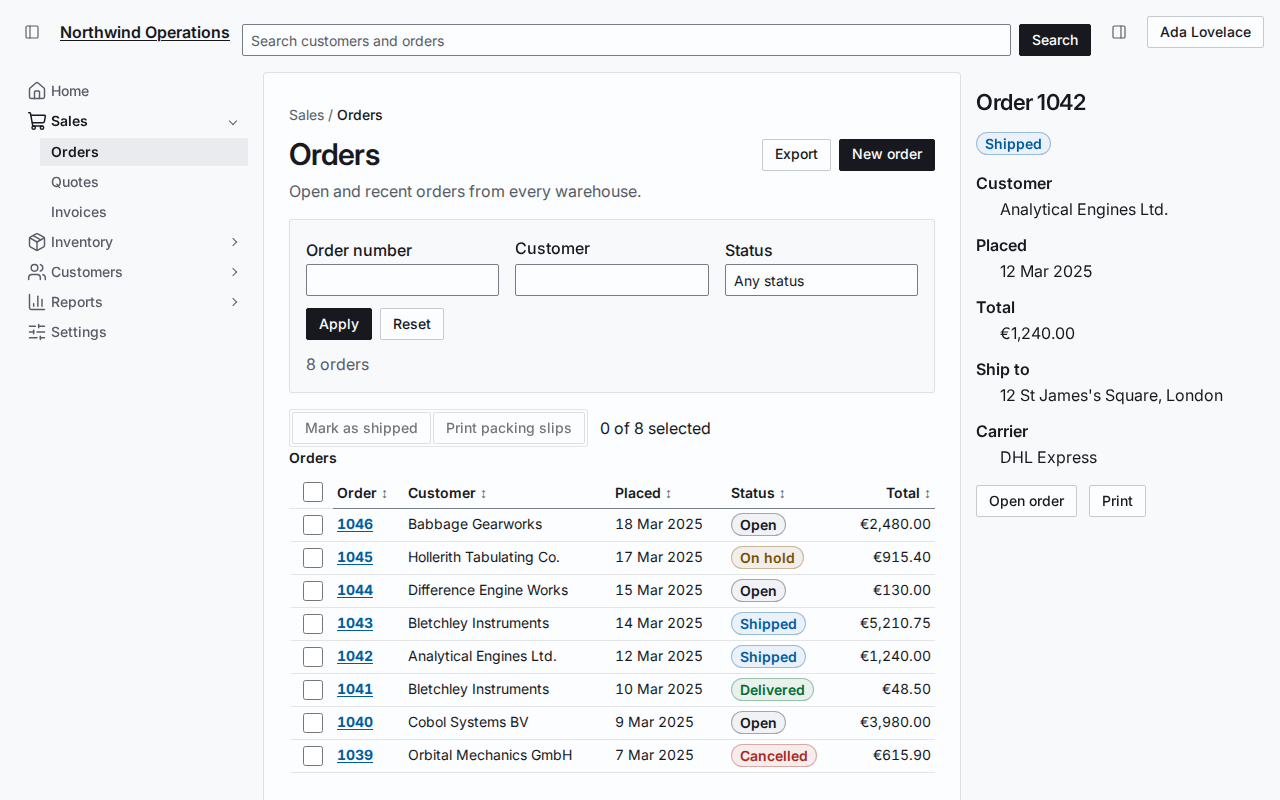 Northwind Operations
Search customers and orders
Search
Ada Lovelace
Home
Sales
Orders
Quotes
Invoices
Inventory
Customers
Reports
Settings
Sales / Orders
Orders
Export
New order
Open and recent orders from every warehouse.
Order number
Customer
Status
Any status
Apply
Reset
8 orders
Mark as shipped
Print packing slips
0 of 8 selected
Orders
Order ↕ Customer ↕ Placed ↕ Status ↕ Total ↕
1046 Babbage Gearworks 18 Mar 2025 Open €2,480.00
1045 Hollerith Tabulating Co. 17 Mar 2025 On hold €915.40
1044 Difference Engine Works 15 Mar 2025 Open €130.00
1043 Bletchley Instruments 14 Mar 2025 Shipped €5,210.75
1042 Analytical Engines Ltd. 12 Mar 2025 Shipped €1,240.00
1041 Bletchley Instruments 10 Mar 2025 Delivered €48.50
1040 Cobol Systems BV 9 Mar 2025 Open €3,980.00
1039 Orbital Mechanics GmbH 7 Mar 2025 Cancelled €615.90
Order 1042
Shipped
Customer
Analytical Engines Ltd.
Placed
12 Mar 2025
Total
€1,240.00
Ship to
12 St James's Square, London
Carrier
DHL Express
Open order
Print